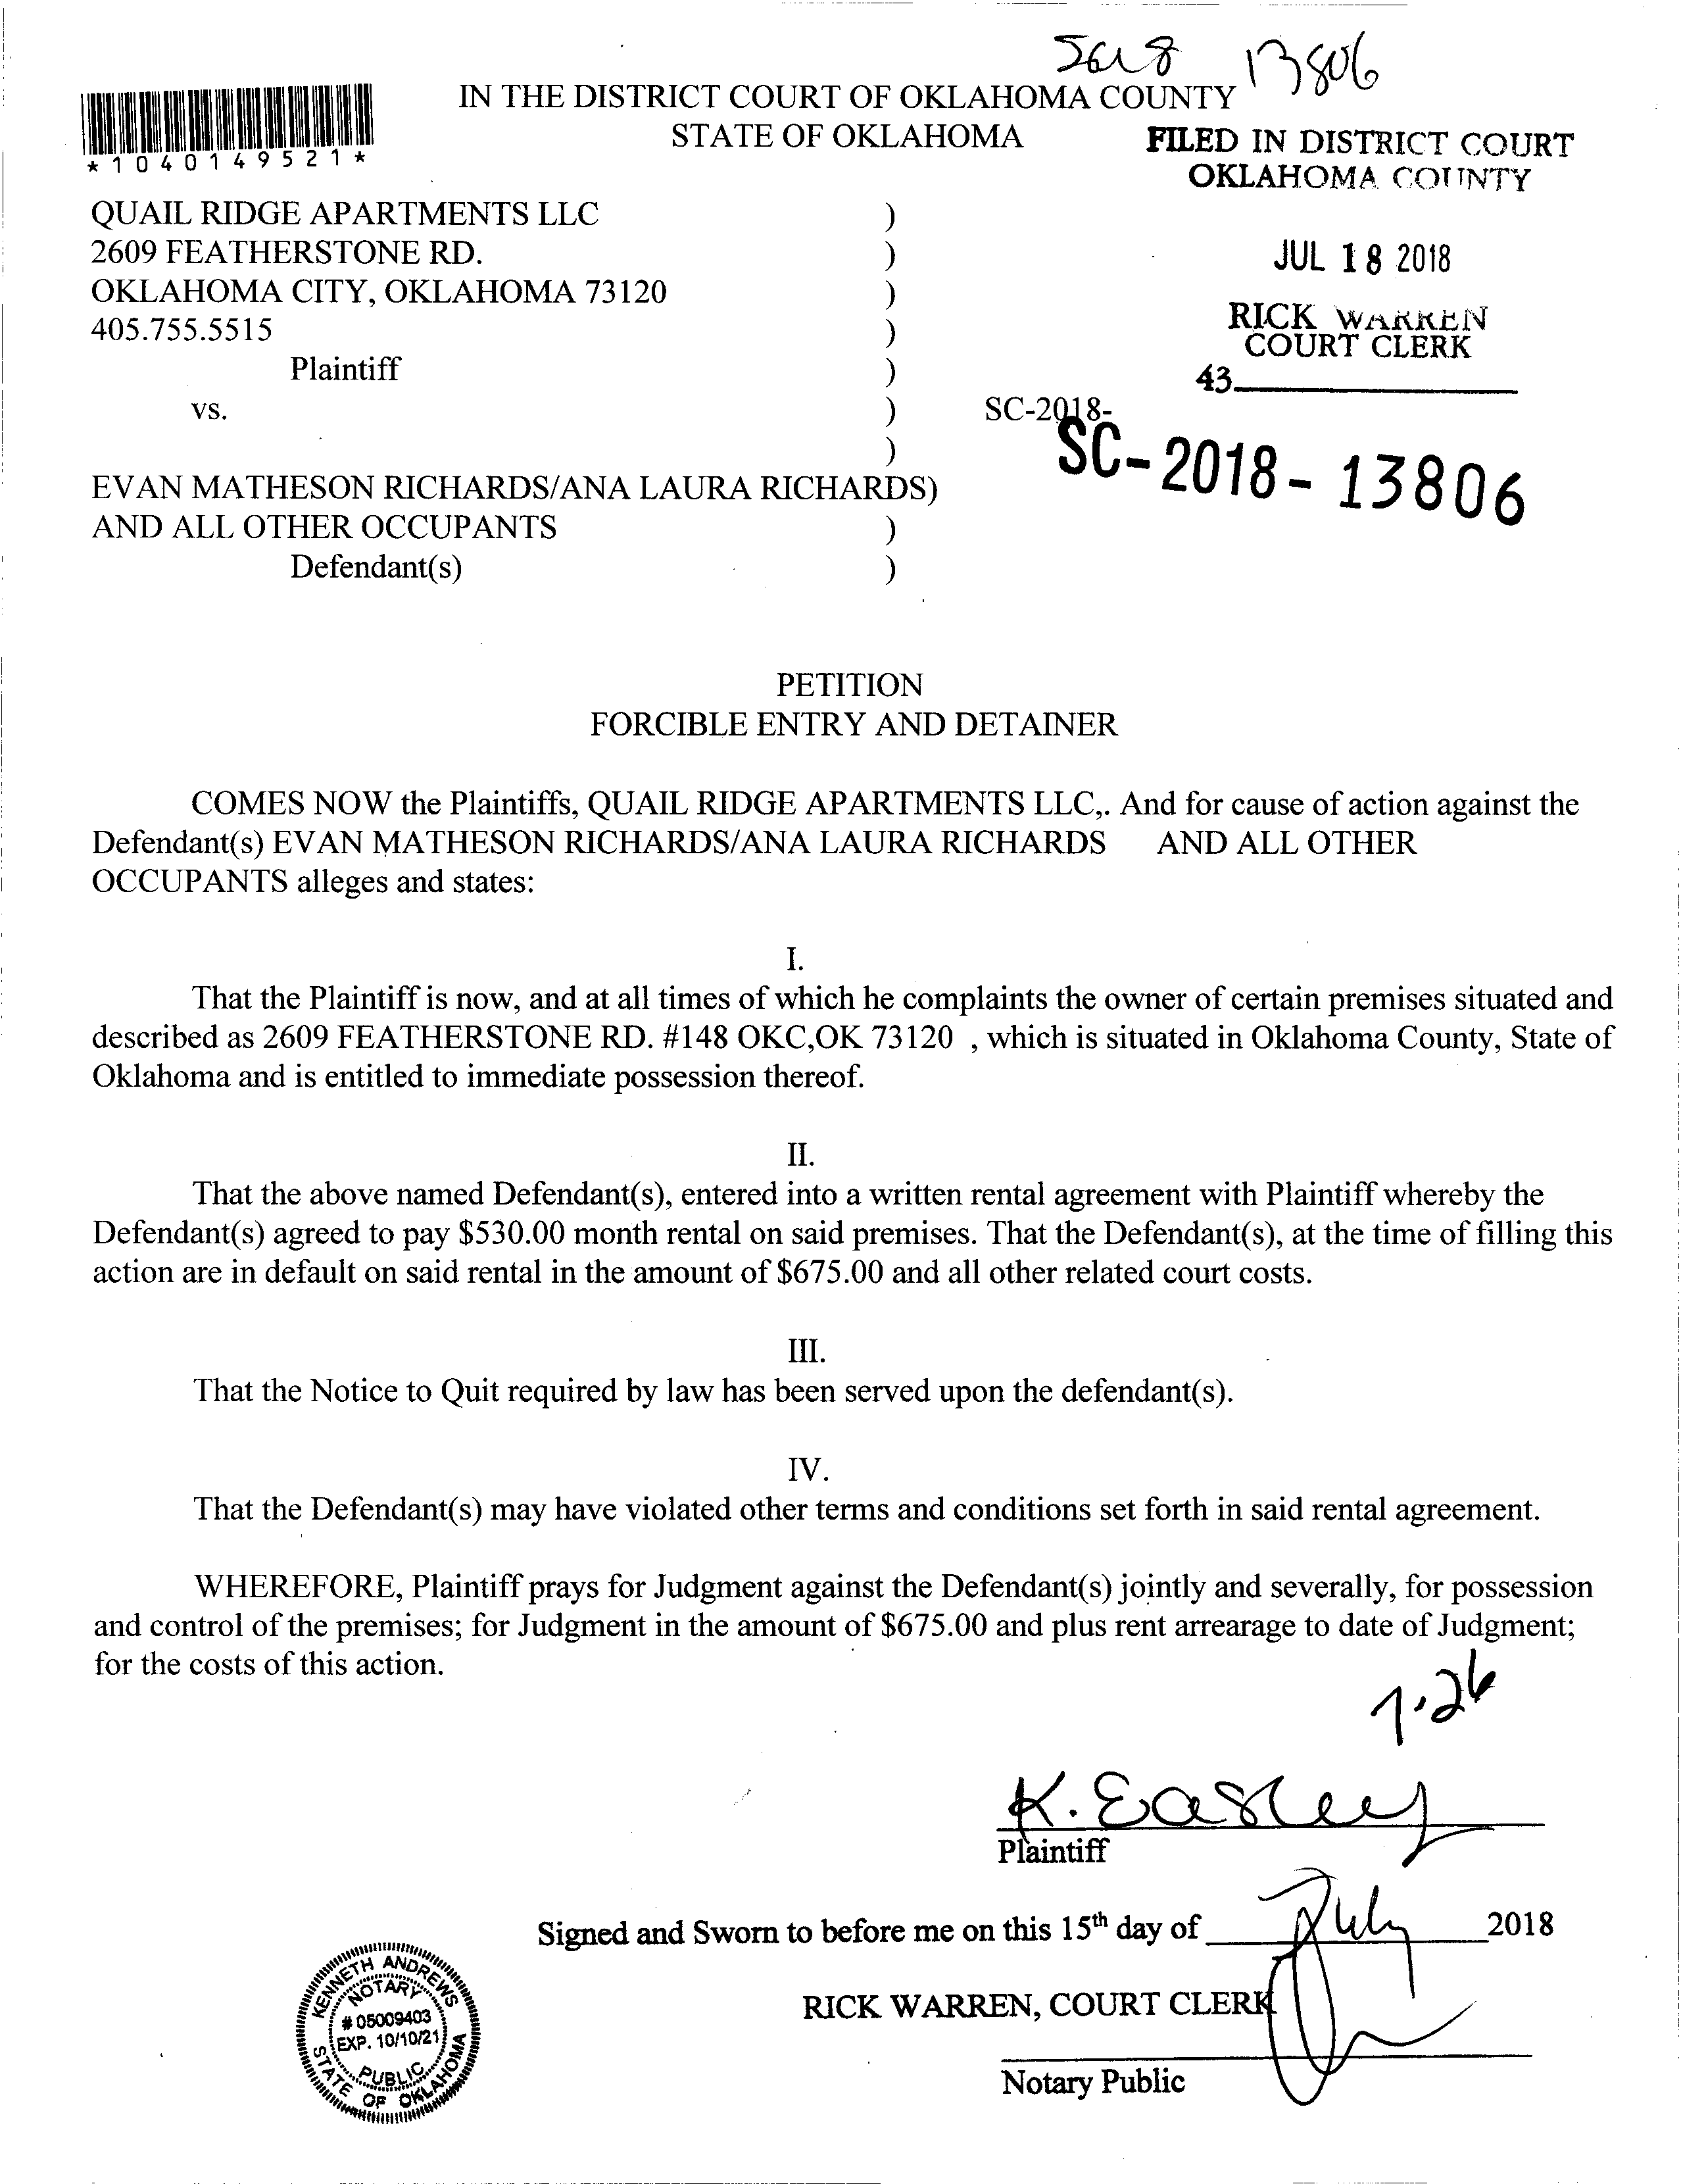 2618 13806
IN THE DISTRICT COURT OF OKLAHOMA COUNTY
STATE OF OKLAHOMA
*1040149521*
FILED IN DISTRICT COURT
OKLAHOMA COUNTY
JUL 18 2018
RICK WARREN
COURT CLERK
43
QUAIL RIDGE APARTMENTS LLC )
2609 FEATHERSTONE RD. )
OKLAHOMA CITY, OKLAHOMA 73120 )
405.755.5515 )
Plaintiff )
vs. ) SC-2018-
) SC-2018-13806
EVAN MATHESON RICHARDS/ANA LAURA RICHARDS)
AND ALL OTHER OCCUPANTS )
Defendant(s) )
PETITION
FORCIBLE ENTRY AND DETAINER
COMES NOW the Plaintiffs, QUAIL RIDGE APARTMENTS LLC,. And for cause of action against the
Defendant(s) EVAN MATHESON RICHARDS/ANA LAURA RICHARDS AND ALL OTHER
OCCUPANTS alleges and states:
I.
That the Plaintiff is now, and at all times of which he complaints the owner of certain premises situated and
described as 2609 FEATHERSTONE RD. #148 OKC,OK 73120 , which is situated in Oklahoma County, State of
Oklahoma and is entitled to immediate possession thereof.
II.
That the above named Defendant(s), entered into a written rental agreement with Plaintiff whereby the
Defendant(s) agreed to pay $530.00 month rental on said premises. That the Defendant(s), at the time of filling this
action are in default on said rental in the amount of $675.00 and all other related court costs.
III.
That the Notice to Quit required by law has been served upon the defendant(s).
IV.
That the Defendant(s) may have violated other terms and conditions set forth in said rental agreement.
WHEREFORE, Plaintiff prays for Judgment against the Defendant(s) jointly and severally, for possession
and control of the premises; for Judgment in the amount of $675.00 and plus rent arrearage to date of Judgment;
for the costs of this action.
7.26
K. Easley
Plaintiff
Signed and Sworn to before me on this 15th day of July 2018
RICK WARREN, COURT CLERK
Notary Public
KENNETH ANDREWS
NOTARY
# 05009403
EXP. 10/10/21
PUBLIC
STATE OF OKLAHOMA